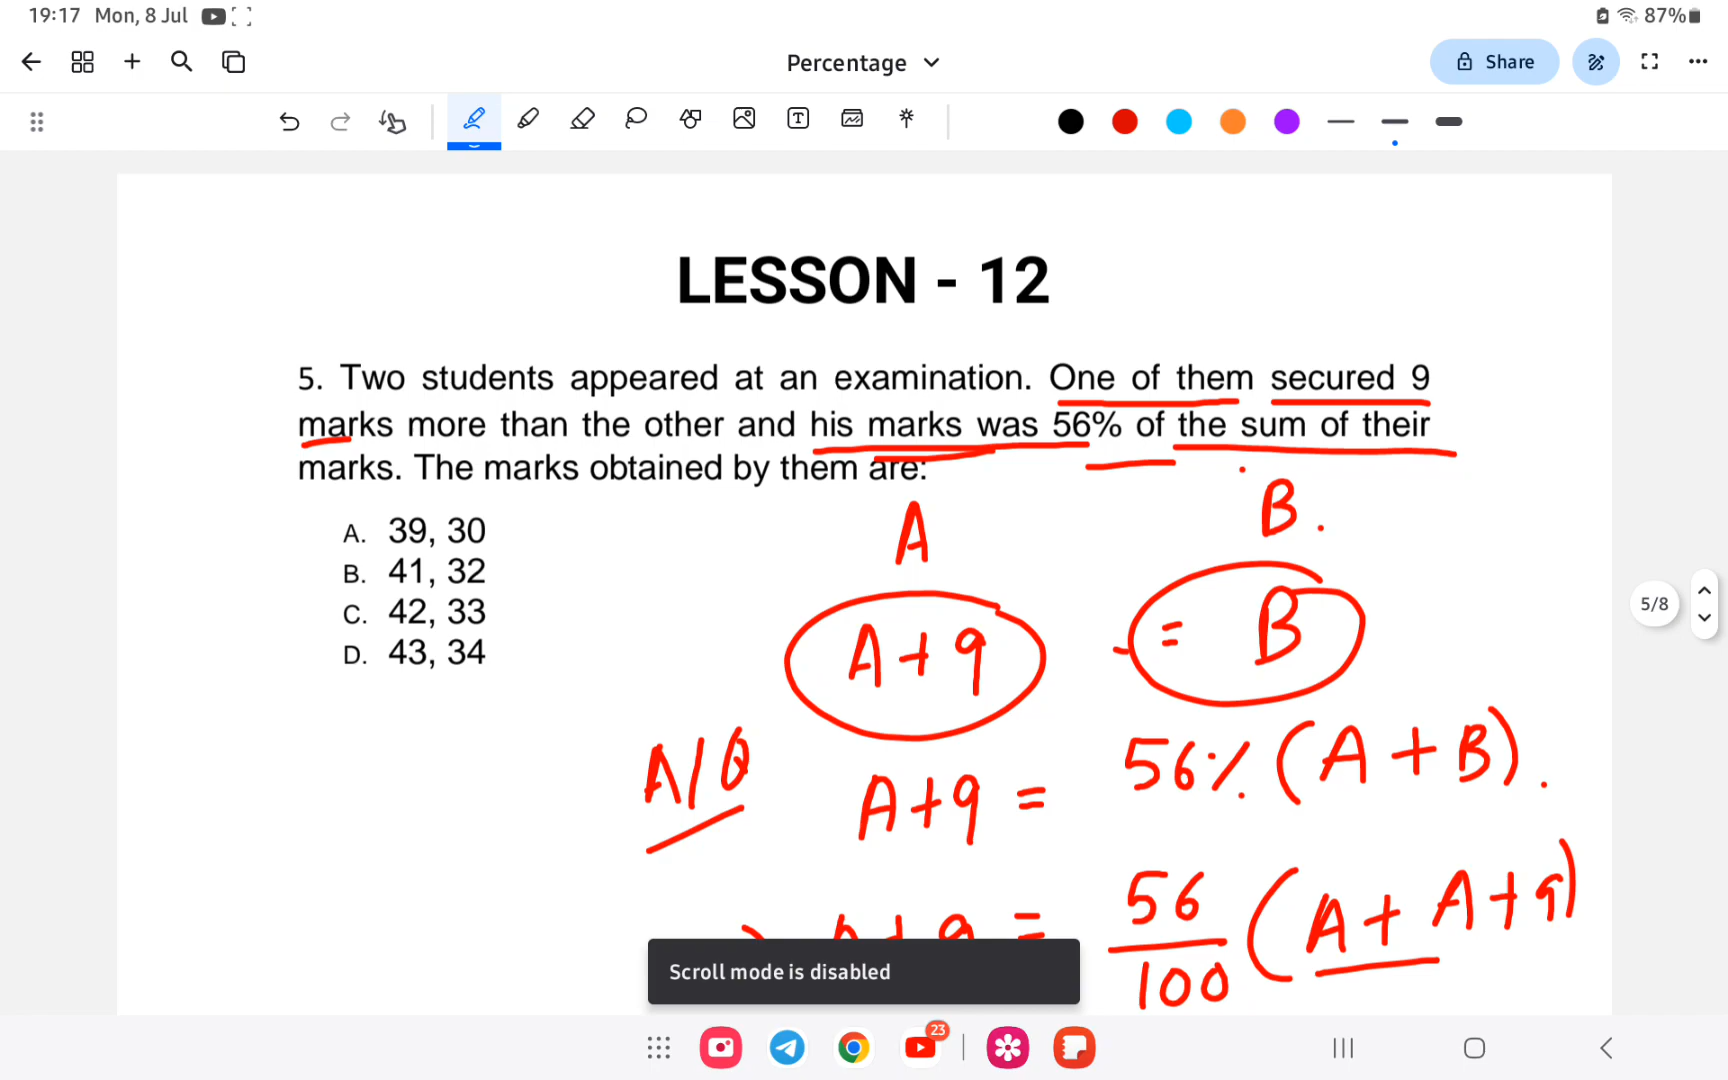 19:17 Mon, 8 Jul
87%
Percentage
Share
LESSON - 12
5. Two students appeared at an examination. One of them secured 9
marks more than the other and his marks was 56% of the sum of their
marks. The marks obtained by them are:
A. 39, 30
B. 41, 32
C. 42, 33
D. 43, 34
A B.
A+9 = B
A/Q A+9 = 56% (A + B).
A+9 = 56/100 (A + A+9)
5/8
Scroll mode is disabled
23